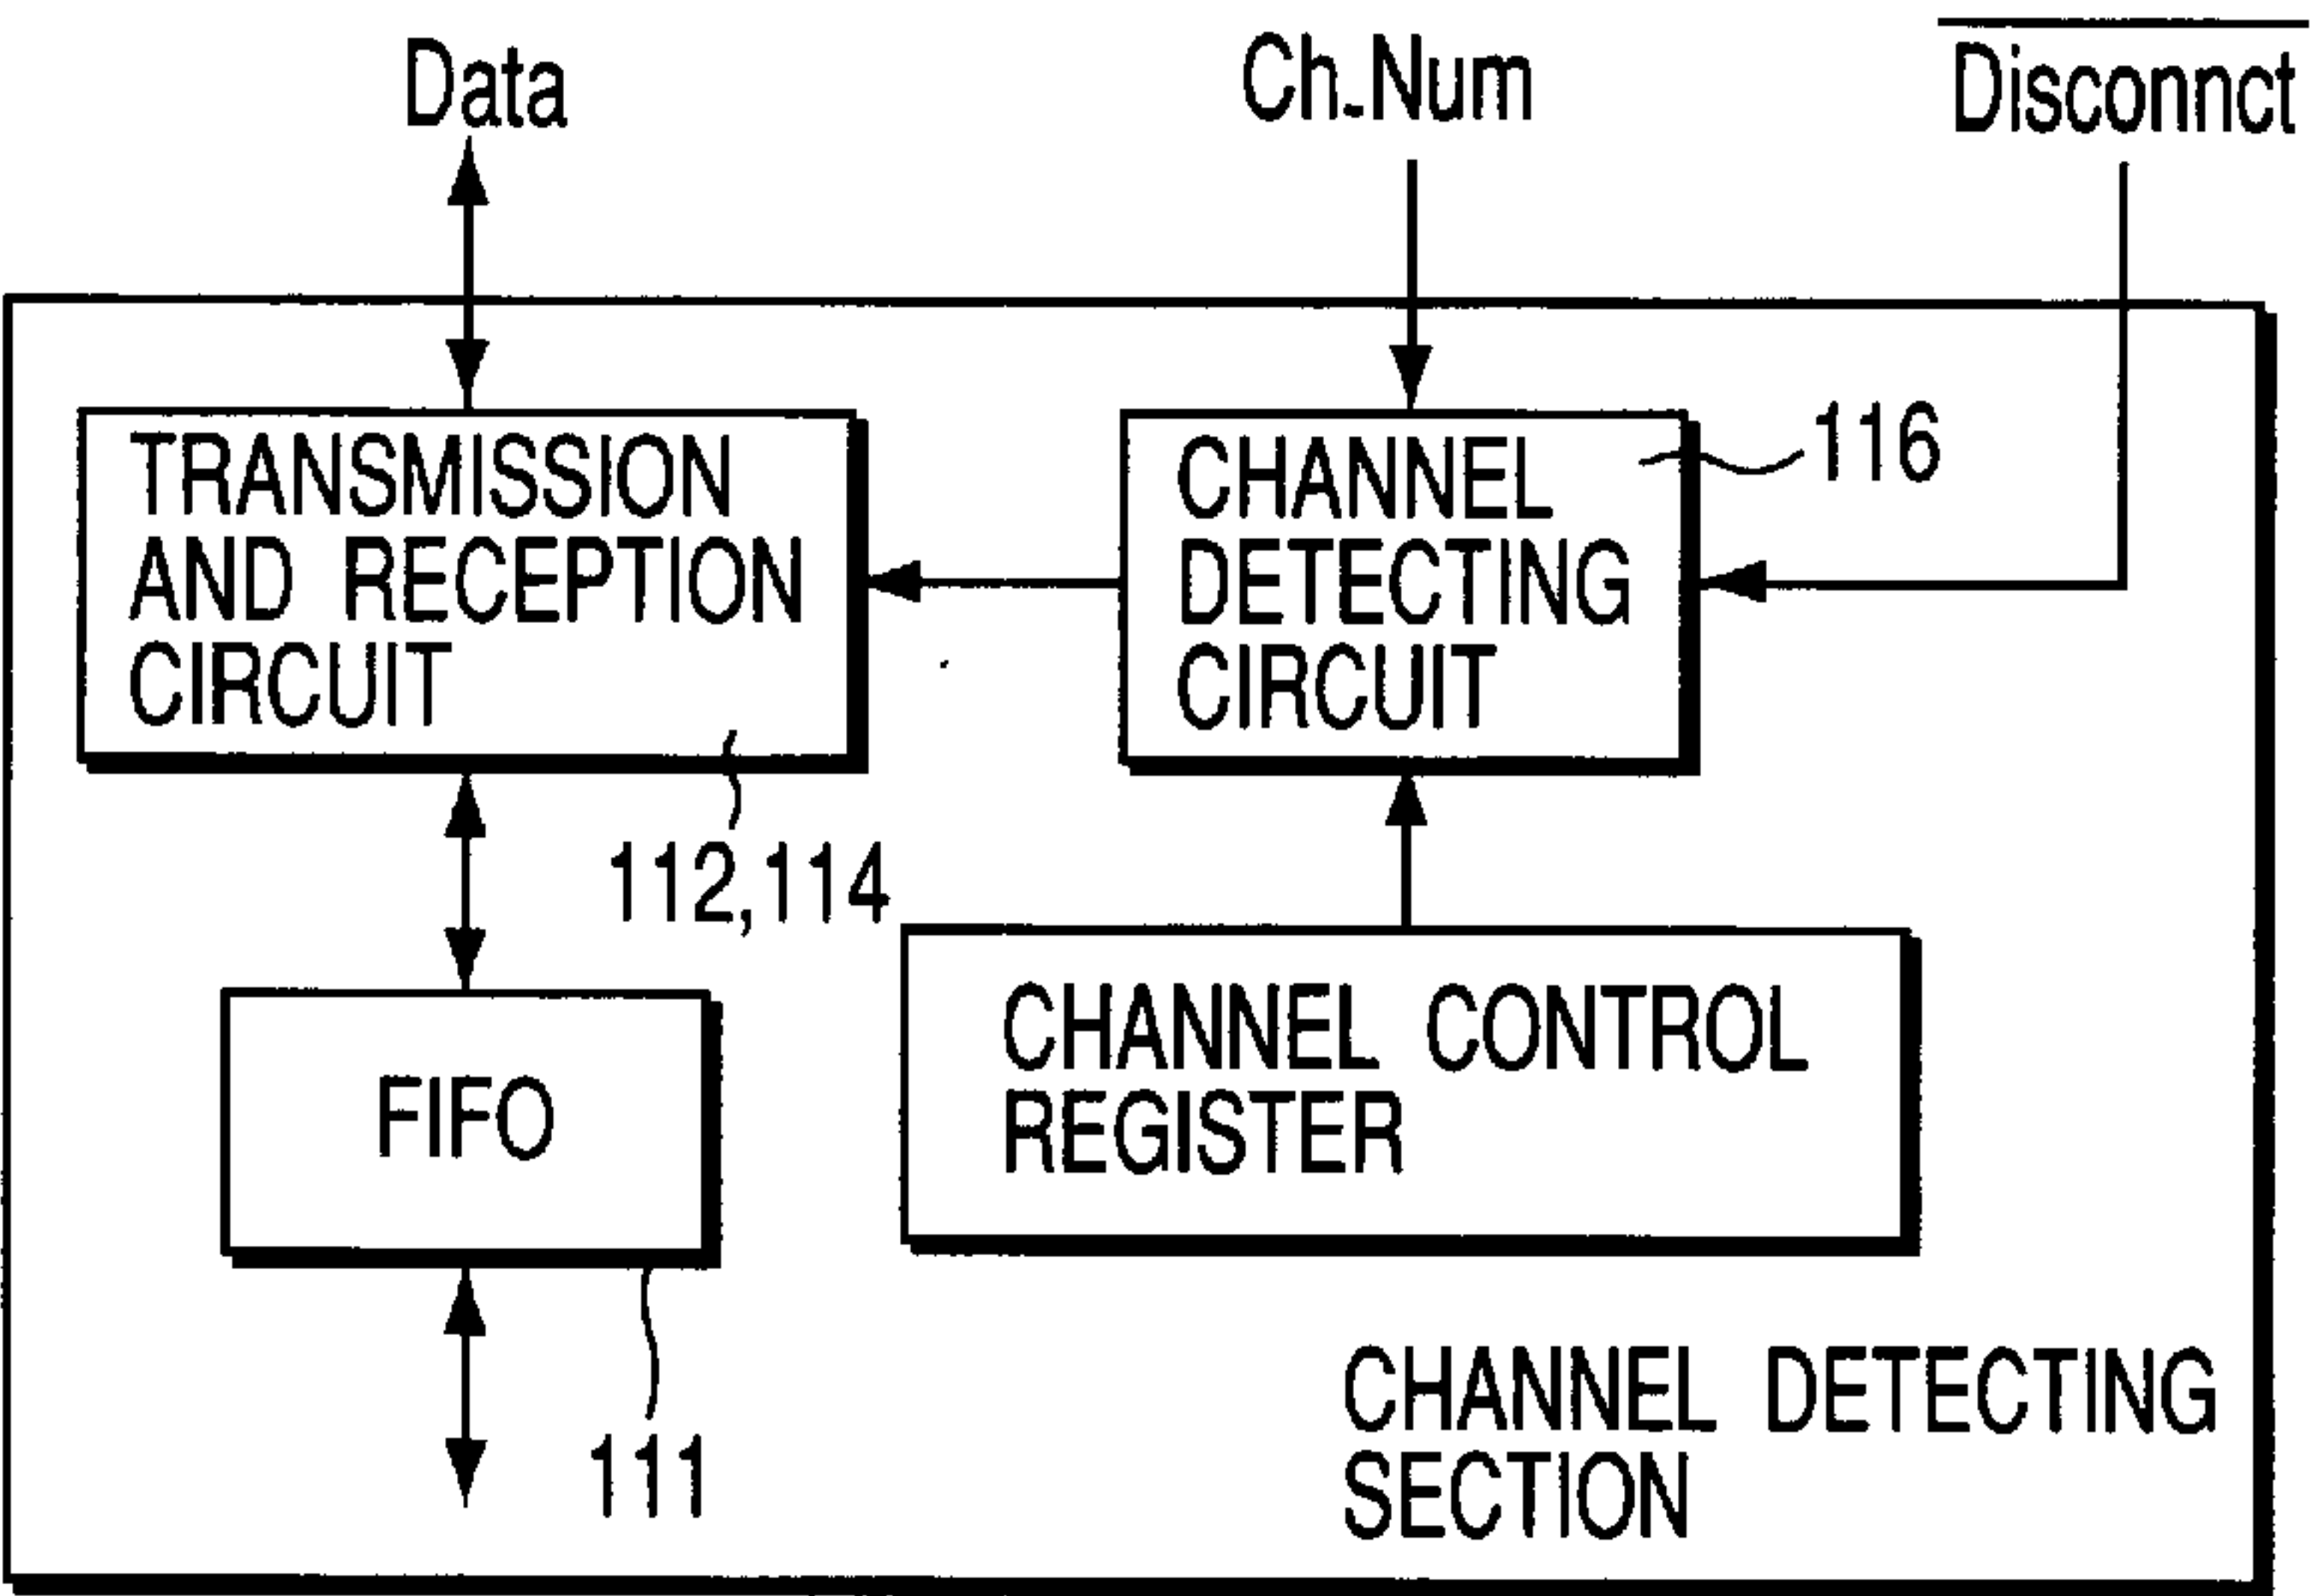 Data
Ch.Num
Disconnct
TRANSMISSION
AND RECEPTION
CIRCUIT
CHANNEL
DETECTING
CIRCUIT
116
112,114
FIFO
CHANNEL CONTROL
REGISTER
111
CHANNEL DETECTING
SECTION